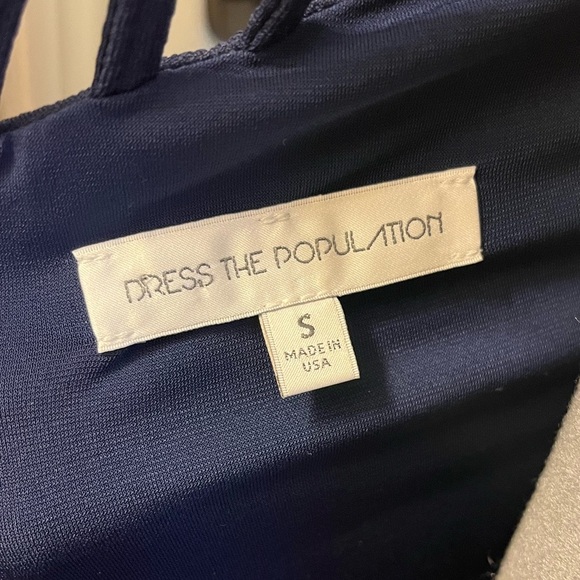 DRESS THE POPULATION
S
MADE IN
USA